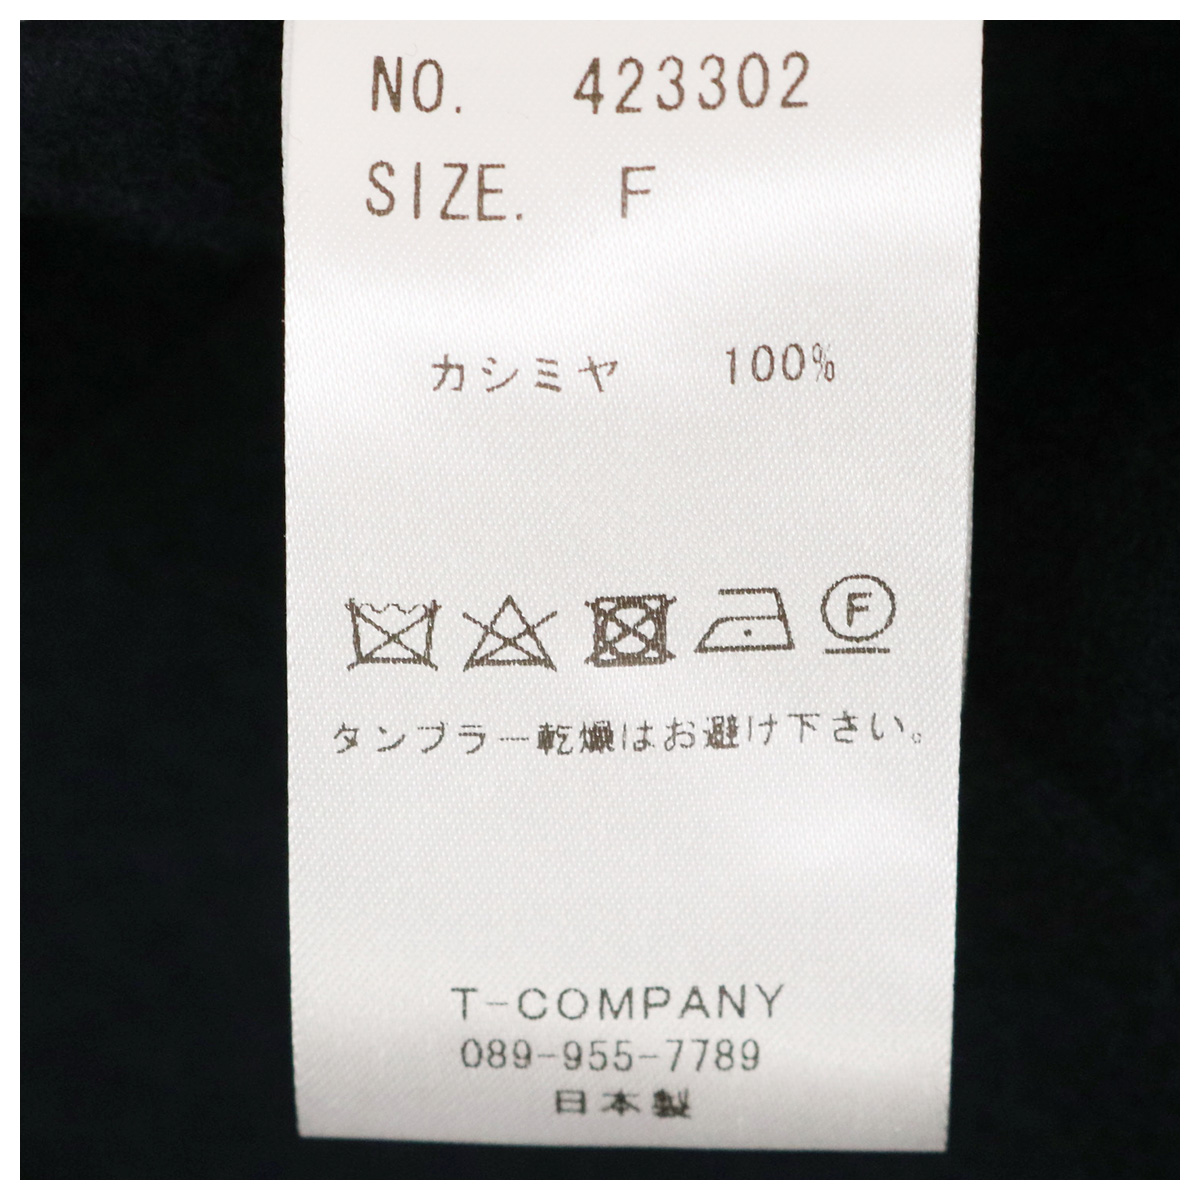 NO. 423302
SIZE. F
カシミヤ 100%
F
タンブラー乾燥はお避け下さい。
T-COMPANY
089-955-7789
日本製